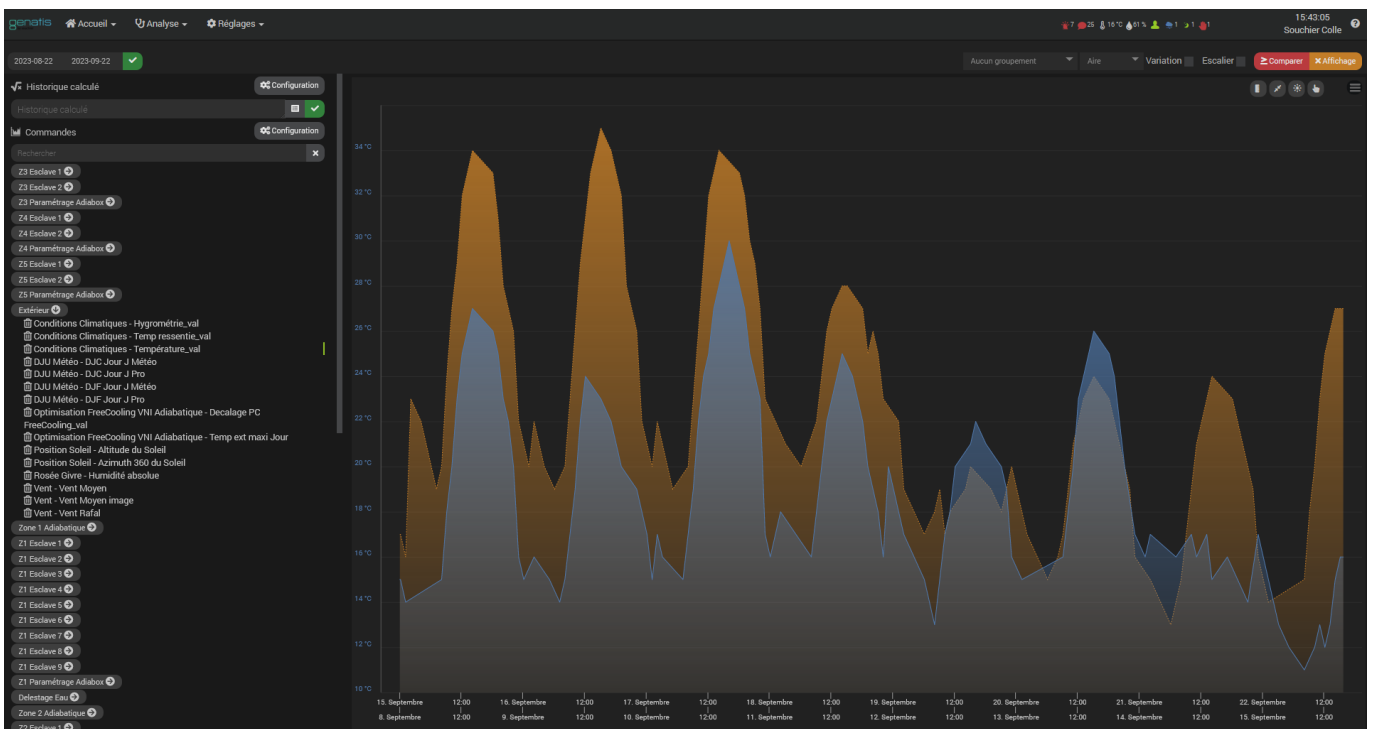 genatis Accueil Analyse Réglages 7 25 16°C 61% 1 1 1 15:43:05
Souchier Colle
2023-08-22 2023-09-22 Aucun groupement Aire Variation Escalier Comparer Affichage
Historique calculé Configuration
Historique calculé
Commandes Configuration
Rechercher
Z3 Esclave 1
Z3 Esclave 2
Z3 Paramétrage Adiabox
Z4 Esclave 1
Z4 Esclave 2
Z4 Paramétrage Adiabox
Z5 Esclave 1
Z5 Esclave 2
Z5 Paramétrage Adiabox
Extérieur
Conditions Climatiques - Hygrométrie_val
Conditions Climatiques - Temp ressentie_val
Conditions Climatiques - Température_val
DJU Météo - DJC Jour J Météo
DJU Météo - DJC Jour J Pro
DJU Météo - DJF Jour J Météo
DJU Météo - DJF Jour J Pro
Optimisation FreeCooling VNI Adiabatique - Decalage PC
FreeCooling_val
Optimisation FreeCooling VNI Adiabatique - Temp ext maxi Jour
Position Soleil - Altitude du Soleil
Position Soleil - Azimuth 360 du Soleil
Rosée Givre - Humidité absolue
Vent - Vent Moyen
Vent - Vent Moyen image
Vent - Vent Rafal
Zone 1 Adiabatique
Z1 Esclave 1
Z1 Esclave 2
Z1 Esclave 3
Z1 Esclave 4
Z1 Esclave 5
Z1 Esclave 6
Z1 Esclave 7
Z1 Esclave 8
Z1 Esclave 9
Z1 Paramétrage Adiabox
Delestage Eau
Zone 2 Adiabatique
Z2 Esclave 1
34 °C
32 °C
30 °C
28 °C
26 °C
24 °C
22 °C
20 °C
18 °C
16 °C
14 °C
12 °C
10 °C
15. Septembre 12:00 16. Septembre 12:00 17. Septembre 12:00 18. Septembre 12:00 19. Septembre 12:00 20. Septembre 12:00 21. Septembre 12:00 22. Septembre 12:00
8. Septembre 12:00 9. Septembre 12:00 10. Septembre 12:00 11. Septembre 12:00 12. Septembre 12:00 13. Septembre 12:00 14. Septembre 12:00 15. Septembre 12:00